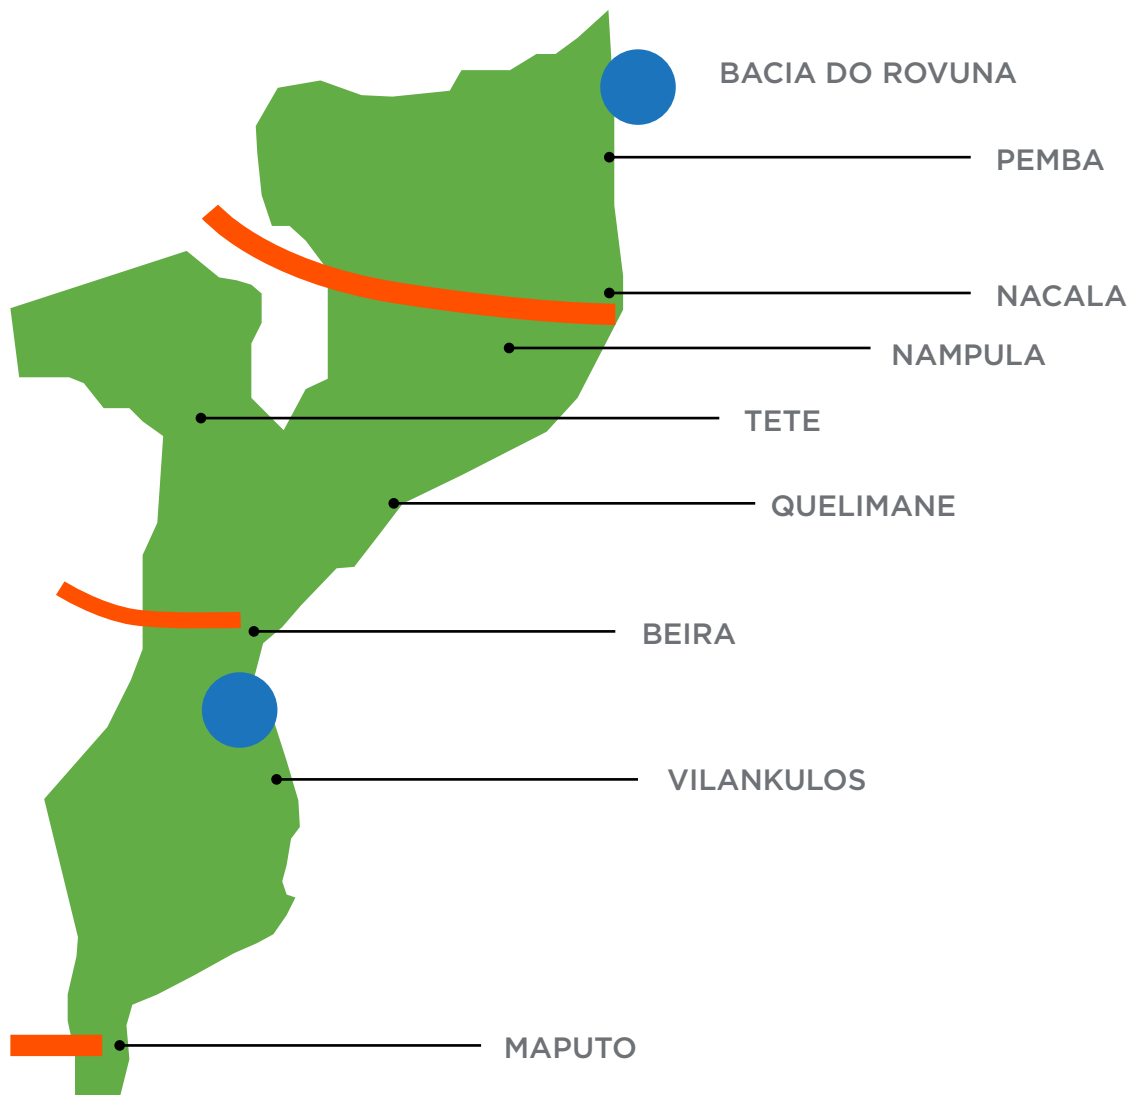 BACIA DO ROVUNA
PEMBA
NACALA
NAMPULA
TETE
QUELIMANE
BEIRA
VILANKULOS
MAPUTO